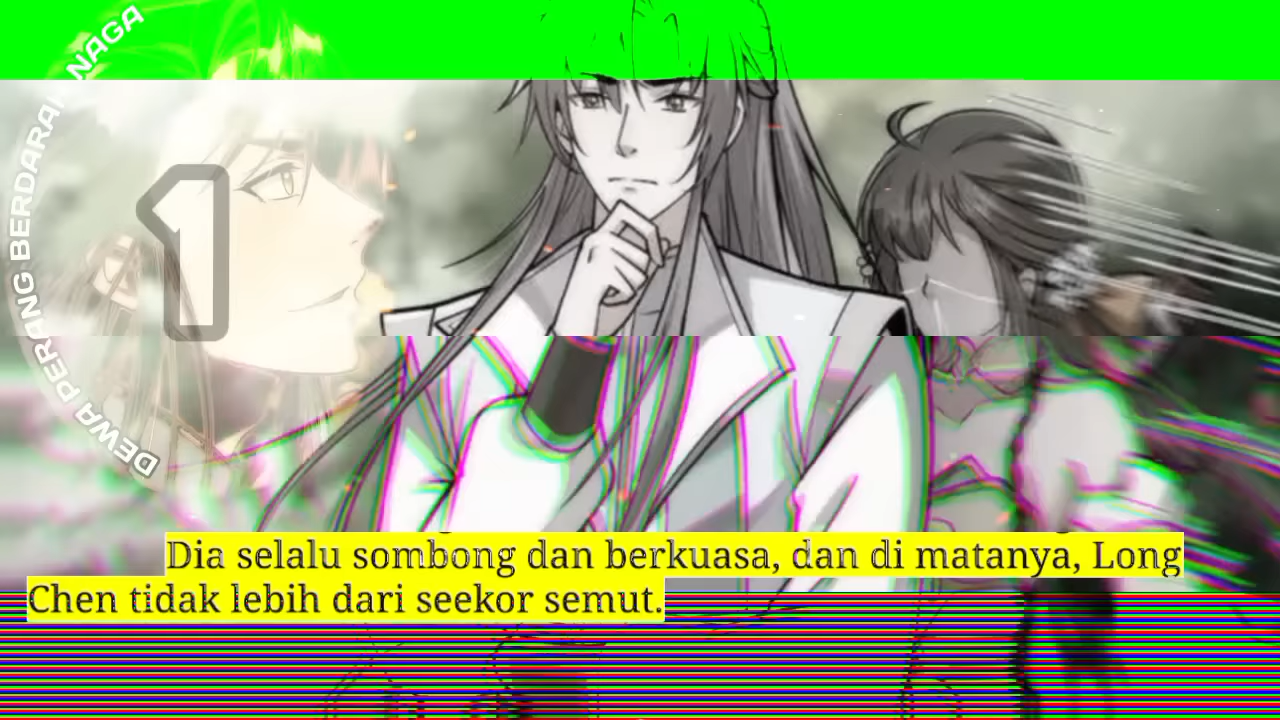 DEWA PERANG BERDARAH NAGA
1
Dia selalu sombong dan berkuasa, dan di matanya, Long
Chen tidak lebih dari seekor semut.